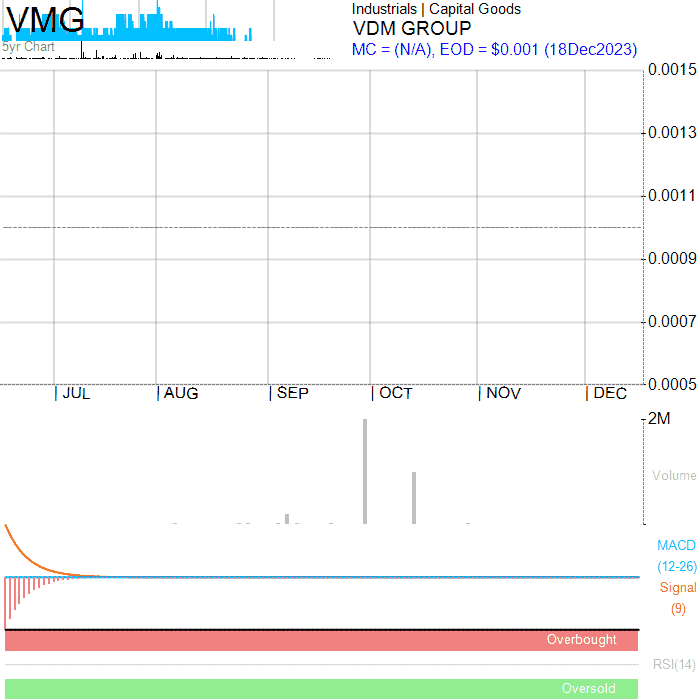 VMG
5yr Chart
Industrials | Capital Goods
VDM GROUP
MC = (N/A), EOD = $0.001 (18Dec2023)
0.0015
0.0013
0.0011
0.0009
0.0007
0.0005
JUL
AUG
SEP
OCT
NOV
DEC
2M
Volume
MACD
(12-26)
Signal
(9)
Overbought
RSI(14)
Oversold